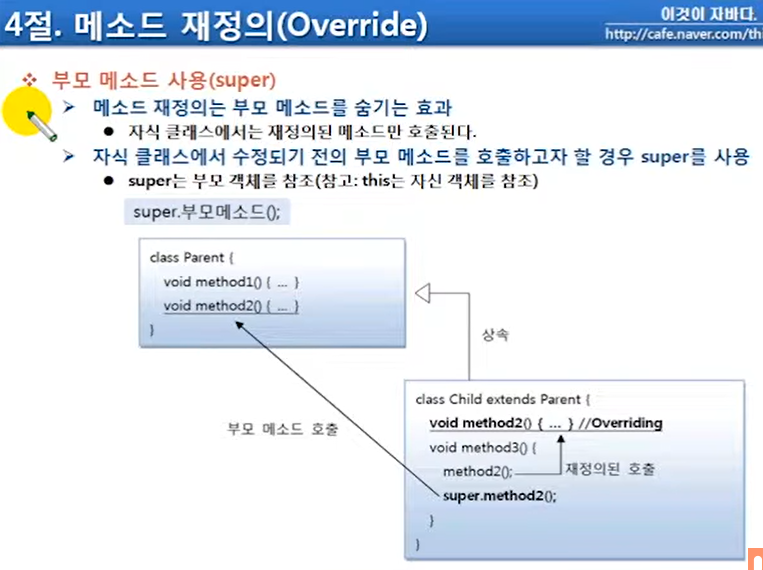 4절. 메소드 재정의(Override)
이것이 자바다.
http://cafe.naver.com/thi
❖ 부모 메소드 사용(super)
➢ 메소드 재정의는 부모 메소드를 숨기는 효과
● 자식 클래스에서는 재정의된 메소드만 호출된다.
➢ 자식 클래스에서 수정되기 전의 부모 메소드를 호출하고자 할 경우 super를 사용
● super는 부모 객체를 참조(참고: this는 자신 객체를 참조)
super.부모메소드();
class Parent {
void method1() { ... }
void method2() { ... }
}
상속
부모 메소드 호출
class Child extends Parent {
void method2() { ... } //Overriding
void method3() {
method2();
재정의된 호출
super.method2();
}
}